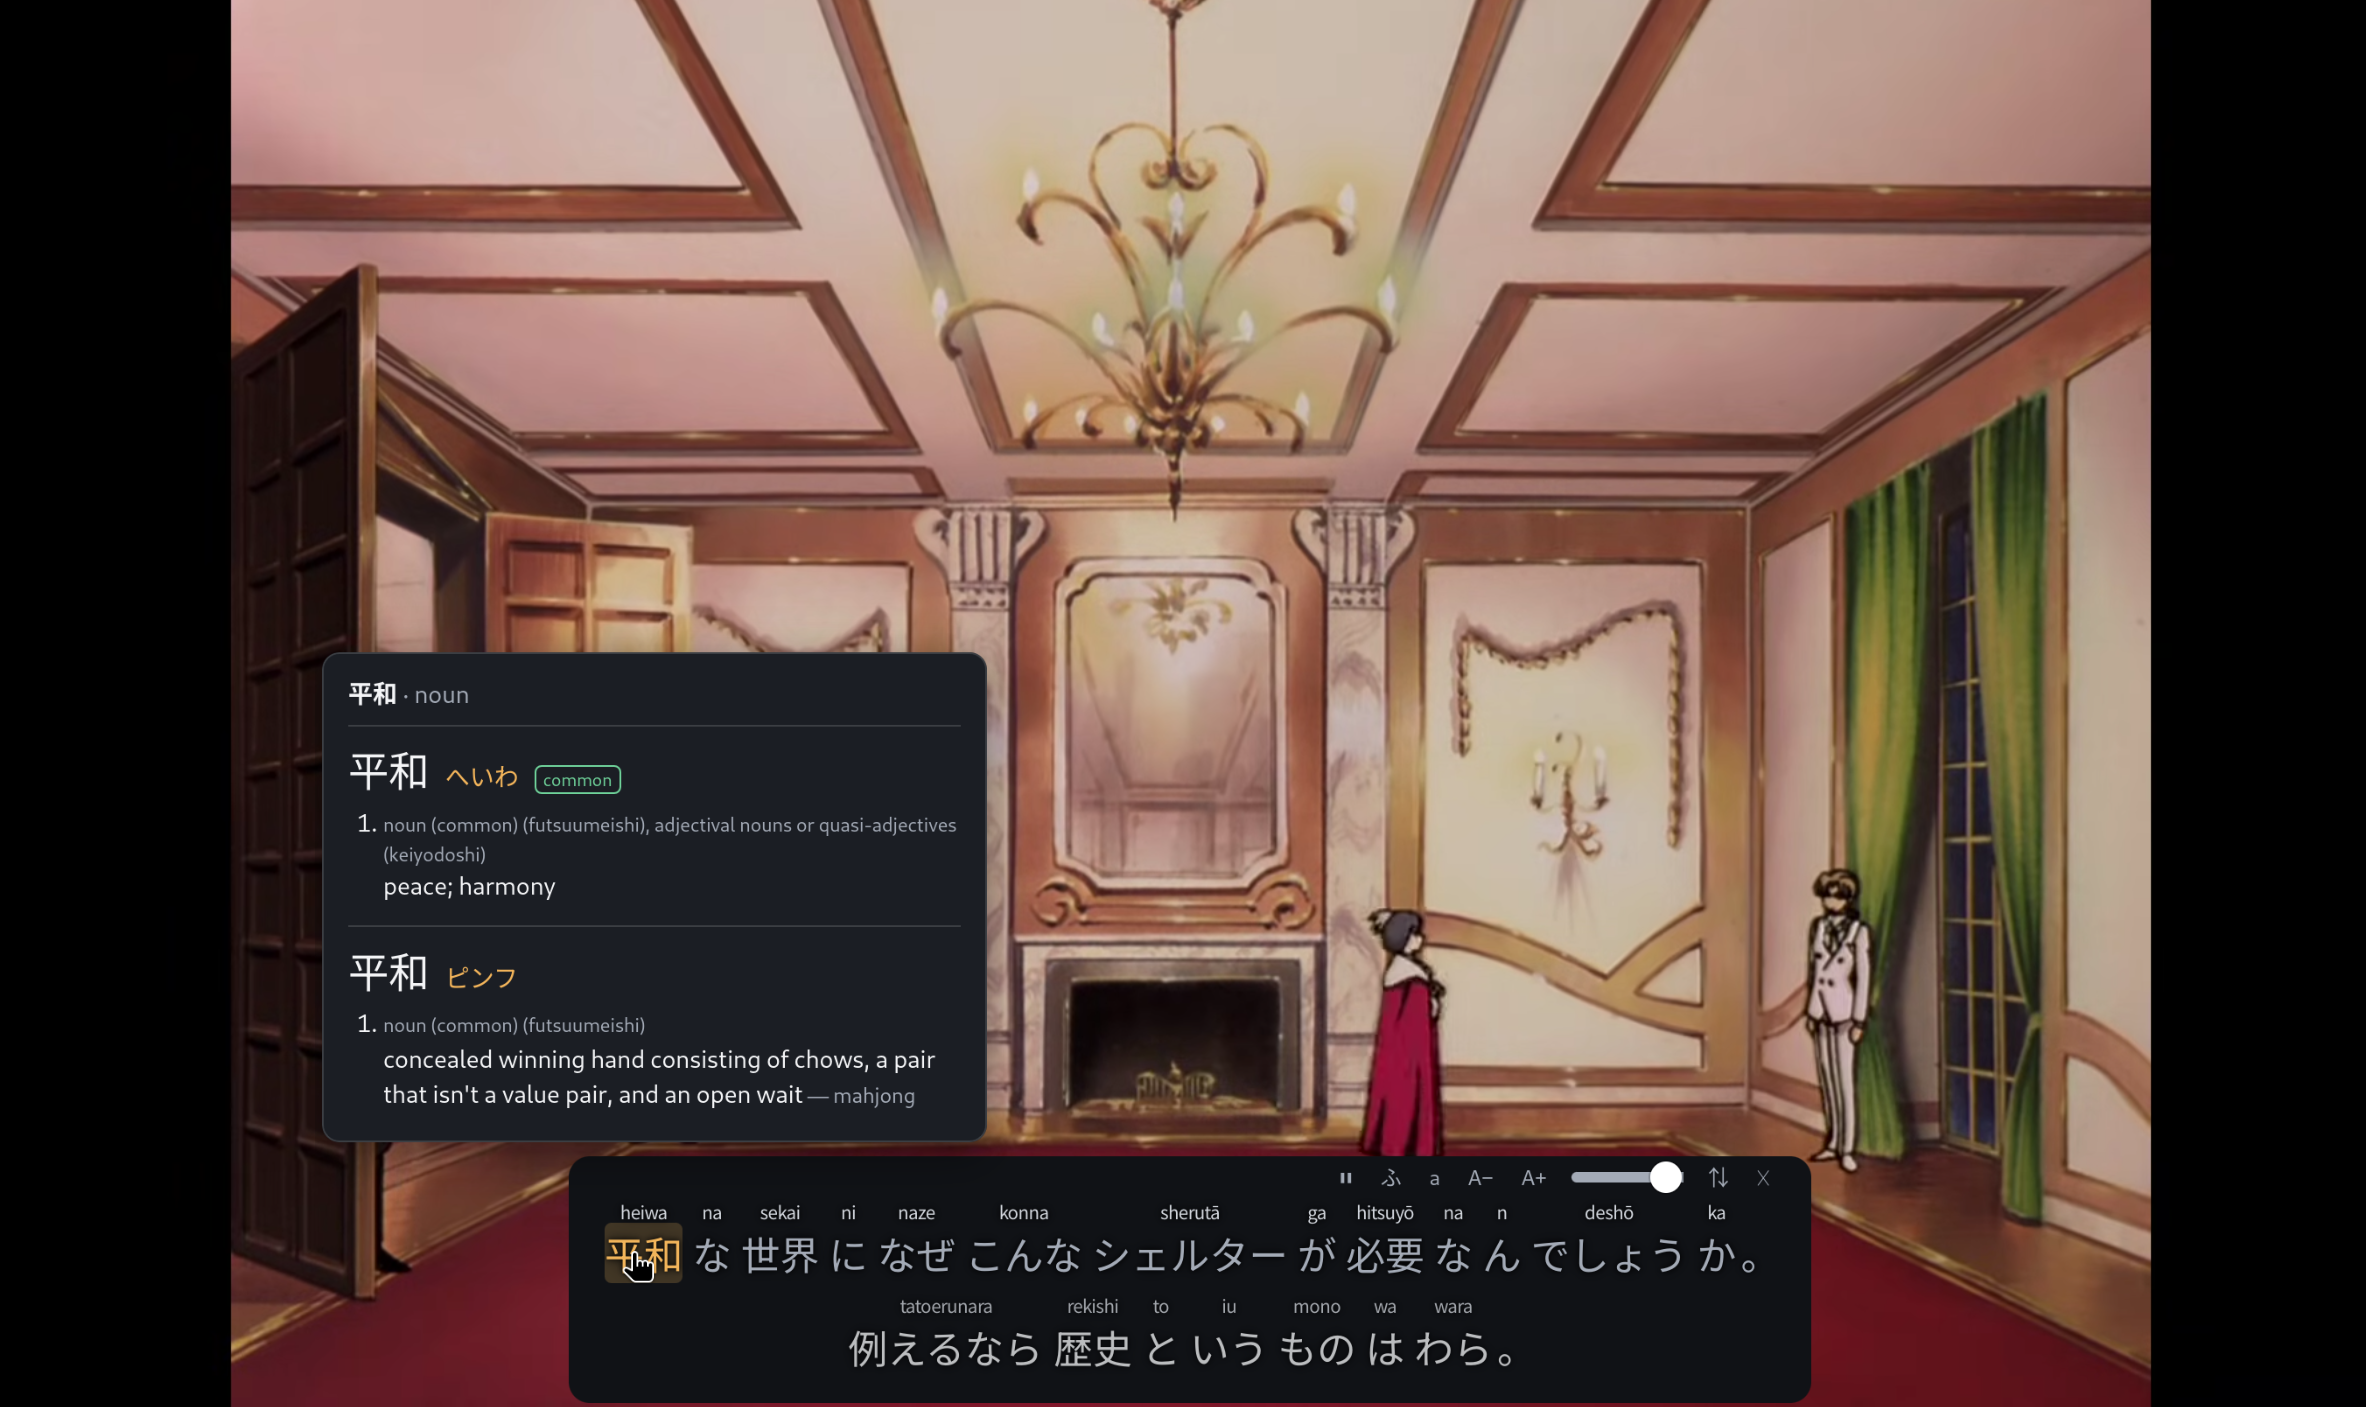 平和 · noun
平和 へいわ common
1. noun (common) (futsuumeishi), adjectival nouns or quasi-adjectives
(keiyodoshi)
peace; harmony
平和 ピンフ
1. noun (common) (futsuumeishi)
concealed winning hand consisting of chows, a pair
that isn't a value pair, and an open wait — mahjong
ふ a A− A+ X
heiwa na sekai ni naze konna sherutā ga hitsuyō na n deshō ka
平和 な 世界 に なぜ こんな シェルター が 必要 な ん でしょう か。
tatoerunara rekishi to iu mono wa wara
例えるなら 歴史 と いう もの は わら。